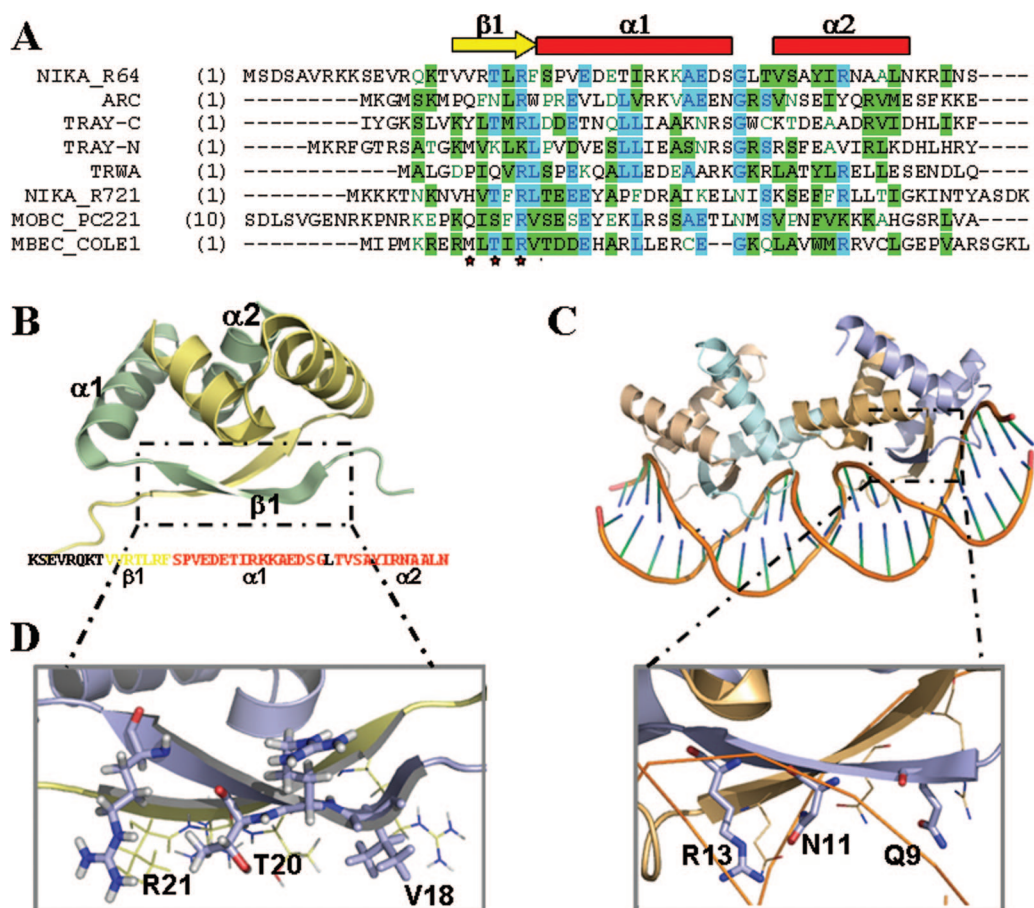 A
β1 α1 α2
NIKA_R64 (1) MSDSAVRKKSEVRQKTVVRTLRFSPVEDETIRKKAEDSGLTVSAYIRNAALNKRINS----
ARC (1) ---------MKGMSKMPQFNLRWPREVLDLVRKVAEENGRSVNSEIYQRVMESFKKE----
TRAY-C (1) ---------IYGKSLVKYLTMRLDDETNQLLIAAKNRSGWCKTDEAADRVIDHLIKF----
TRAY-N (1) -----MKRFGTRSATGKMVKLKLPVDVESLLIEASNRSGRSRSFEAVIRLKDHLHRY----
TRWA (1) ------------MALGDPIQVRLSPEKQALLEDEAARKGRLATYLRELLESENDLQ-----
NIKA_R721 (1) --------MKKKTNKNVHVTFRLTEEEYAPFDRAIKELNISKSEFFRLLTIGKINTYASDK
MOBC_PC221 (10) SDLSVGENRKPNRKEPKQISFRVSESEYEKLRSSAETLNMSVPNFVKKKAHGSRLVA----
MBEC_COLE1 (1) ---------MIPMKRERMLTIRVTDDEHARLLERCE--GKQLAVWMRRVCLGEPVARSGKL
B
α2
α1
β1
KSEVRQKTVVRTLRFSPVEDETIRKKAEDSGLTVSAYIRNAALN
β1 α1 α2
C
D
R21 T20 V18
R13 N11 Q9